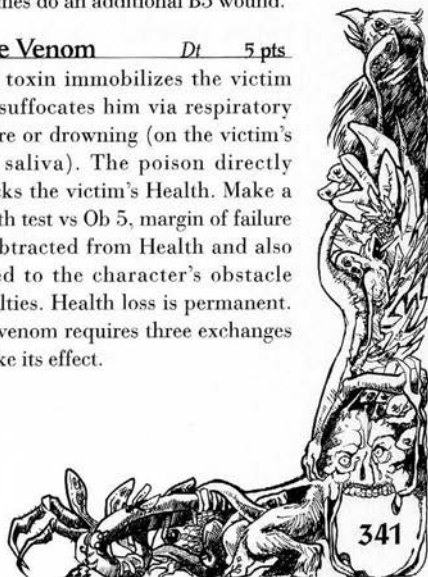 mes do an additional B5 wound.
e Venom Dt 5 pts
toxin immobilizes the victim
suffocates him via respiratory
re or drowning (on the victim's
saliva). The poison directly
cks the victim's Health. Make a
th test vs Ob 5, margin of failure
btracted from Health and also
ed to the character's obstacle
lties. Health loss is permanent.
venom requires three exchanges
ke its effect.
341